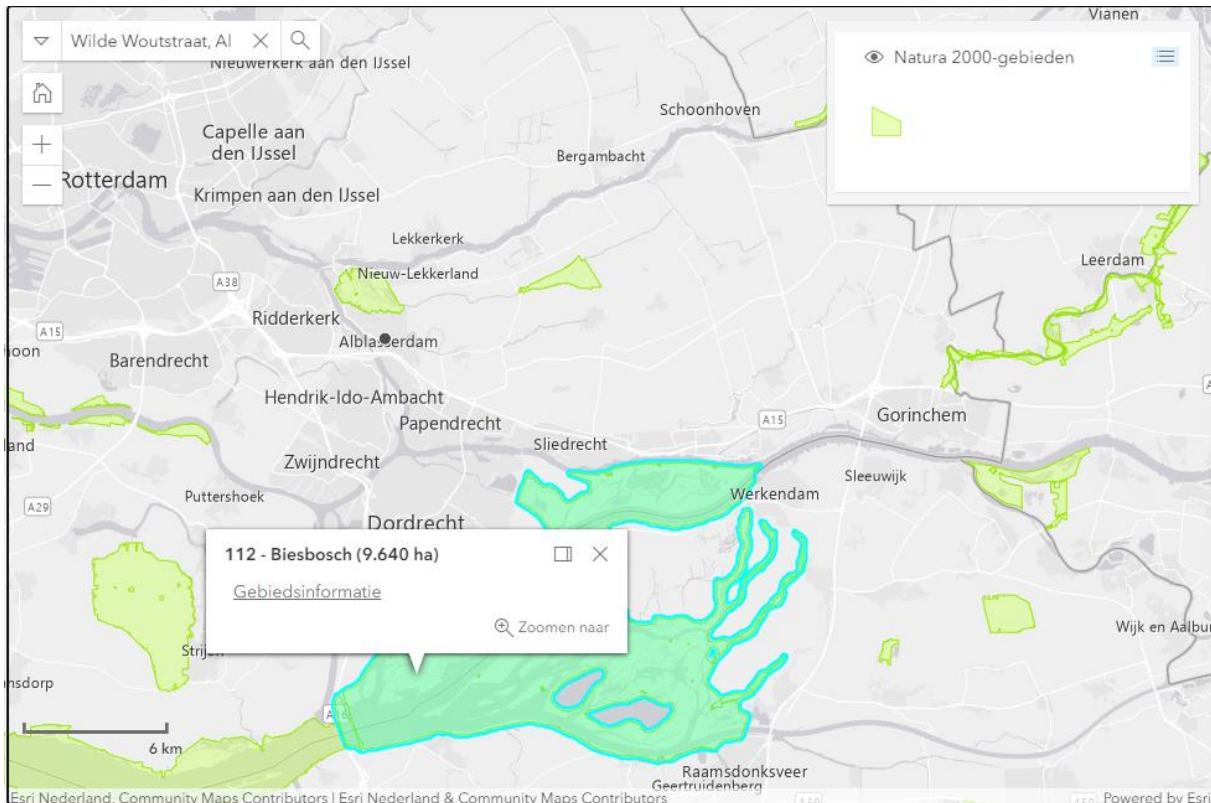 Vianen
Wilde Woutstraat, Al
Natura 2000-gebieden
Nieuwerkerk aan den IJssel
Schoonhoven
Capelle aan
den IJssel
Bergambacht
Rotterdam
Krimpen aan den IJssel
Lekkerkerk
Leerdam
Nieuw-Lekkerland
A38
Ridderkerk
A15
Alblasserdam
hoon
Barendrecht
Hendrik-Ido-Ambacht
Gorinchem
A15
Papendrecht
land
Sliedrecht
Zwijndrecht
Sleeuwijk
Werkendam
Puttershoek
A29
Dordrecht
112 - Biesbosch (9.640 ha)
Gebiedsinformatie
Zoomen naar
Wijk en Aalbur
Strijen
nsdorp
A16
6 km
Raamsdonksveer
Geertruidenberg
Esri Nederland, Community Maps Contributors | Esri Nederland & Community Maps Contributors
Powered by Esri